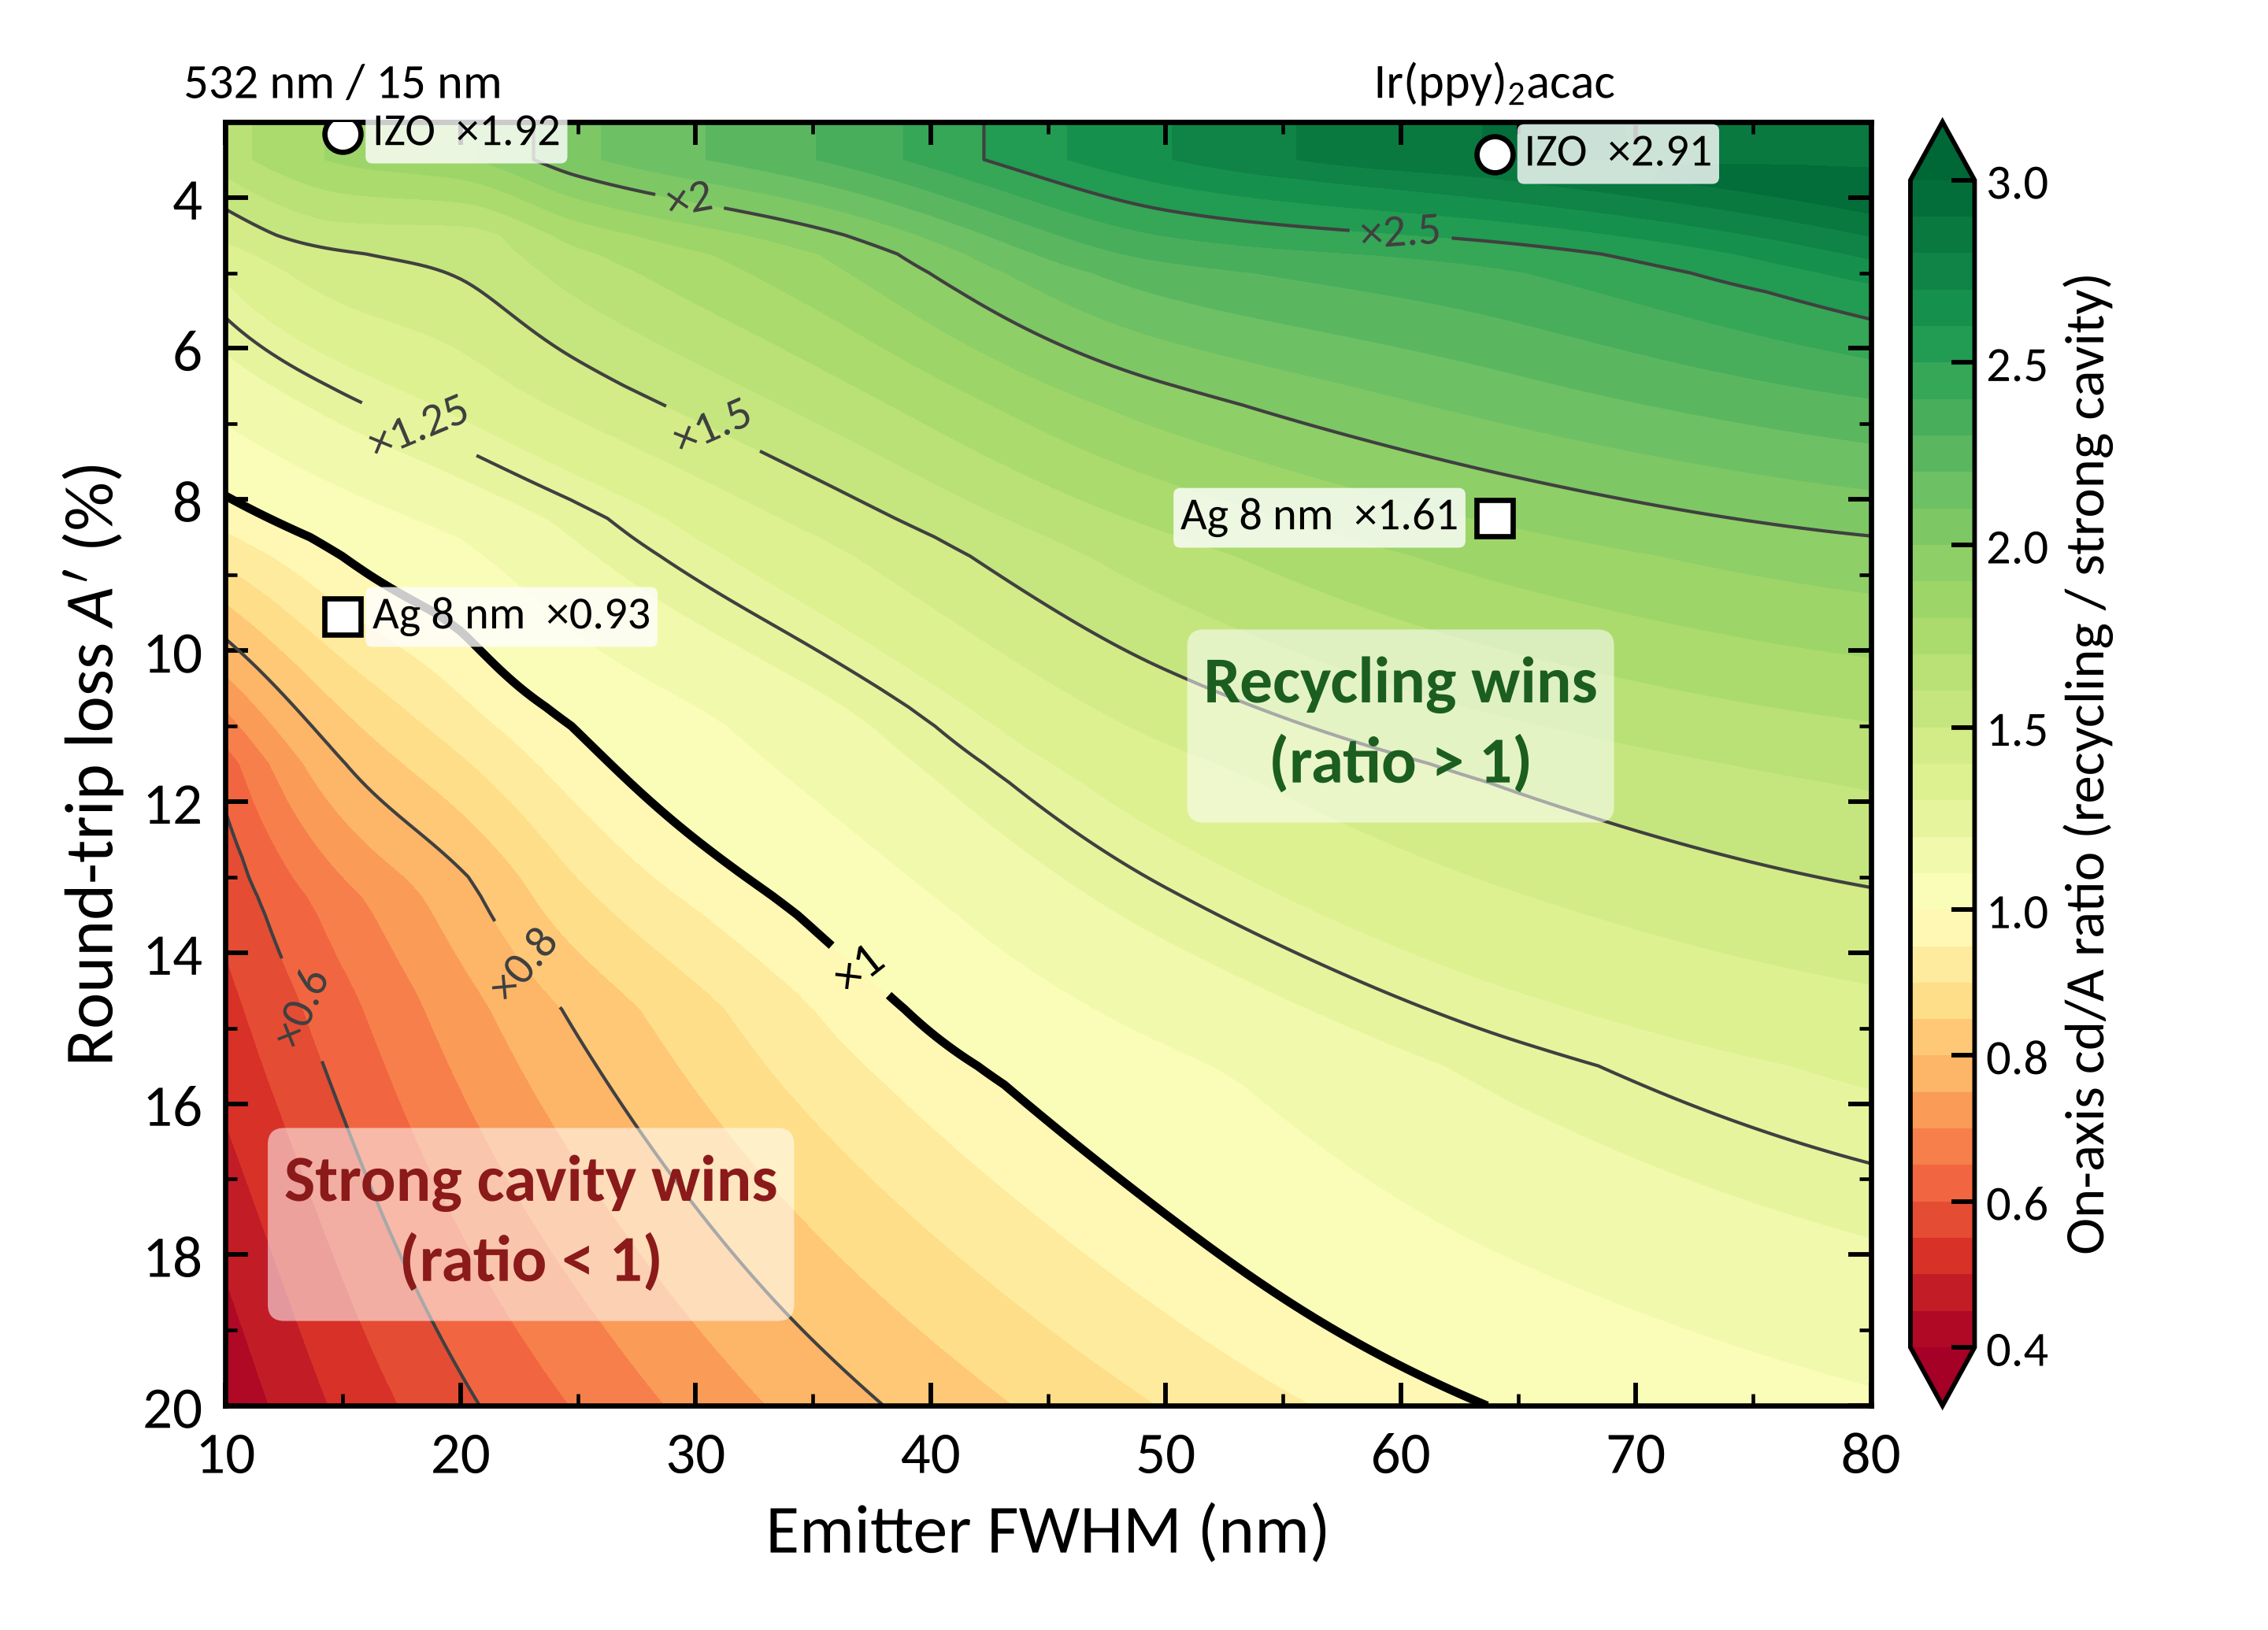 532 nm / 15 nm
Ir(ppy)₂acac
IZO ×1.92
IZO ×2.91
×2
×2.5
×1.25
×1.5
Ag 8 nm ×1.61
Ag 8 nm ×0.93
Recycling wins
(ratio > 1)
×0.8
×1
×0.6
Strong cavity wins
(ratio < 1)
Round-trip loss A′ (%)
4
6
8
10
12
14
16
18
20
10
20
30
40
50
60
70
80
Emitter FWHM (nm)
3.0
2.5
2.0
1.5
1.0
0.8
0.6
0.4
On-axis cd/A ratio (recycling / strong cavity)